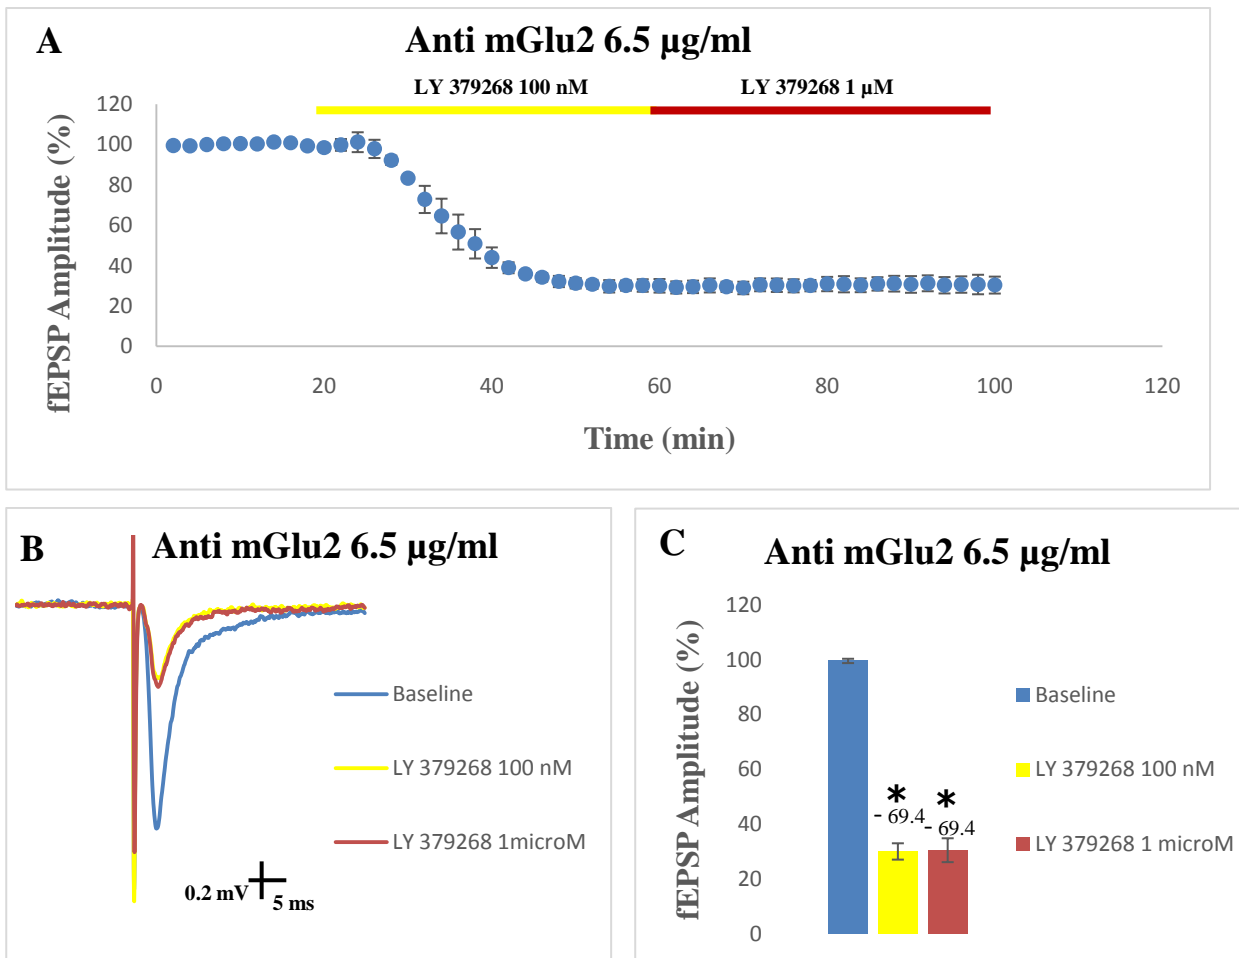 A
Anti mGlu2 6.5 µg/ml
LY 379268 100 nM
LY 379268 1 µM
fEPSP Amplitude (%)
120
100
80
60
40
20
0
0 20 40 60 80 100 120
Time (min)
B
Anti mGlu2 6.5 µg/ml
Baseline
LY 379268 100 nM
LY 379268 1microM
0.2 mV
5 ms
C
Anti mGlu2 6.5 µg/ml
fEPSP Amplitude (%)
120
100
80
60
40
20
0
*
- 69.4
*
- 69.4
Baseline
LY 379268 100 nM
LY 379268 1 microM